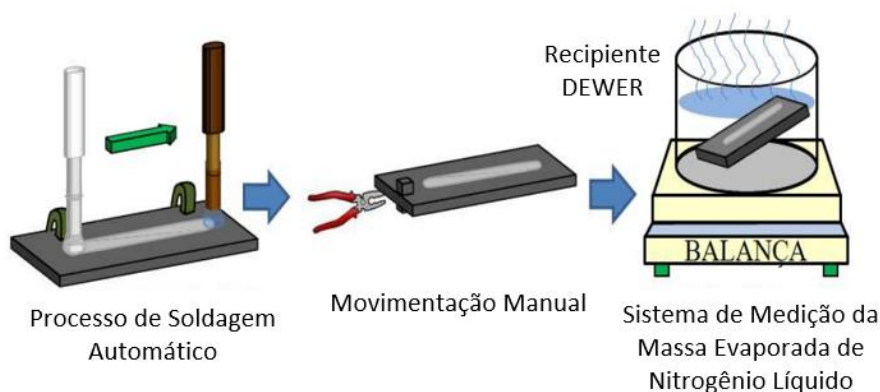 Recipiente
DEWER
BALANÇA
Processo de Soldagem
Automático
Movimentação Manual
Sistema de Medição da
Massa Evaporada de
Nitrogênio Líquido